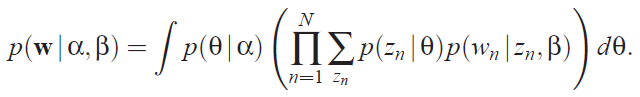 p(w | α, β) = ∫ p(θ | α) ( ∏_{n=1}^{N} ∑_{z_n} p(z_n | θ) p(w_n | z_n, β) ) dθ.